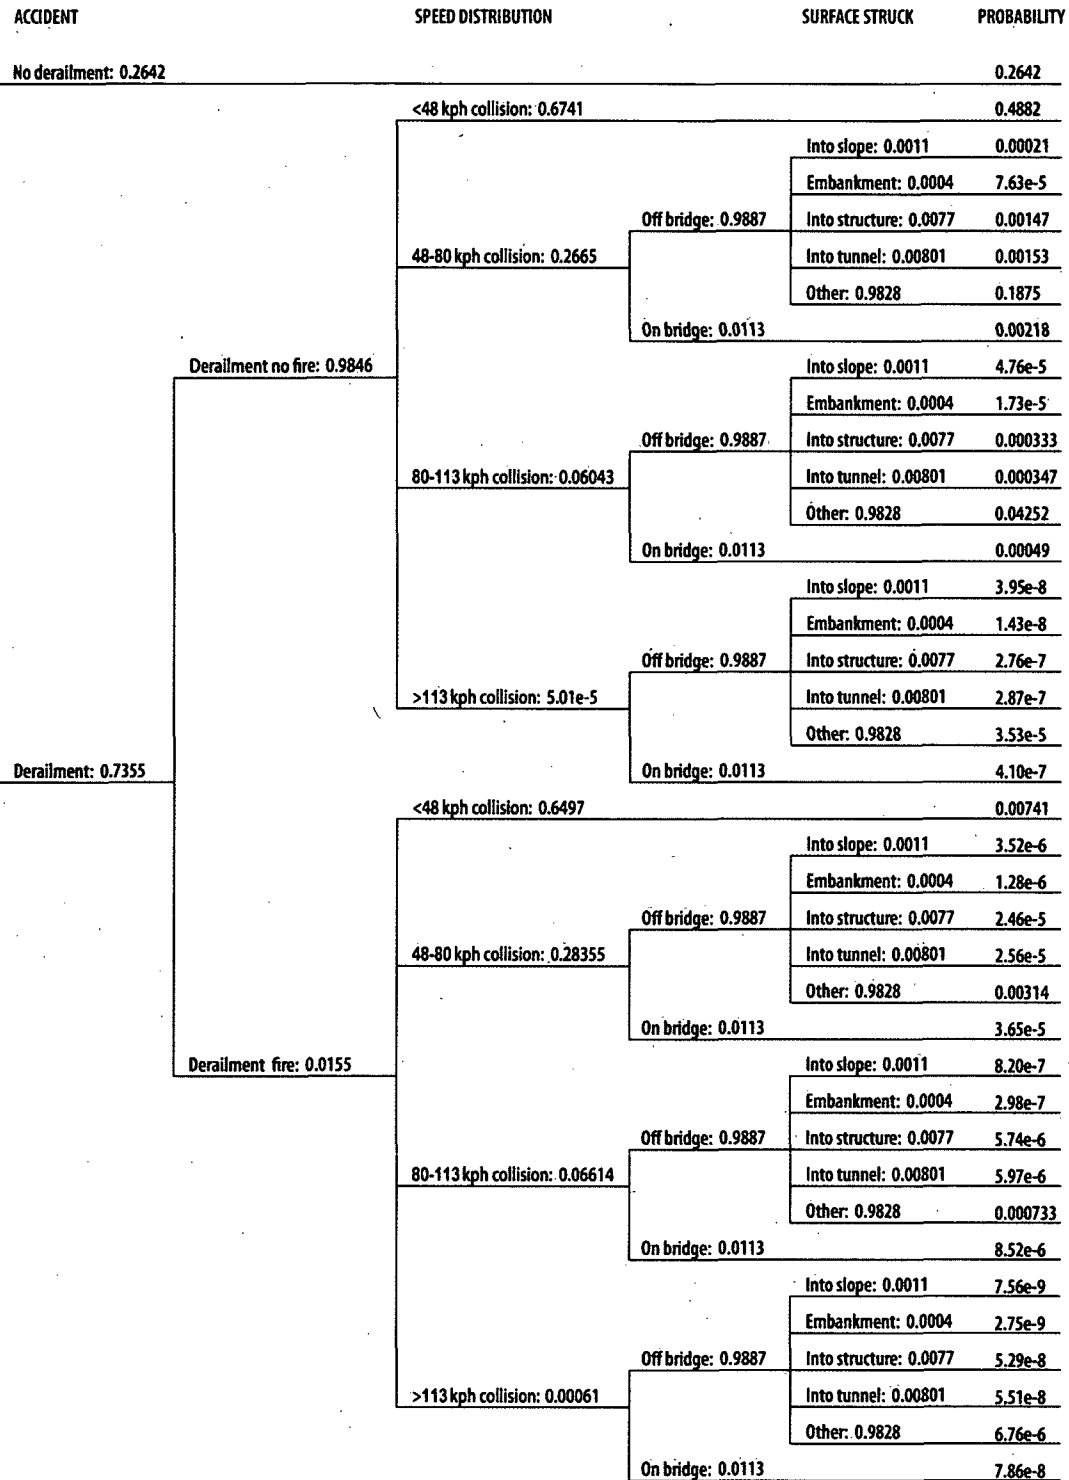 ACCIDENT SPEED DISTRIBUTION SURFACE STRUCK PROBABILITY
No derailment: 0.2642 0.2642
<48 kph collision: 0.6741 0.4882
Into slope: 0.0011 0.00021
Embankment: 0.0004 7.63e-5
Off bridge: 0.9887 Into structure: 0.0077 0.00147
48-80 kph collision: 0.2665 Into tunnel: 0.00801 0.00153
Other: 0.9828 0.1875
On bridge: 0.0113 0.00218
Derailment no fire: 0.9846 Into slope: 0.0011 4.76e-5
Embankment: 0.0004 1.73e-5
Off bridge: 0.9887 Into structure: 0.0077 0.000333
80-113 kph collision: 0.06043 Into tunnel: 0.00801 0.000347
Other: 0.9828 0.04252
On bridge: 0.0113 0.00049
Into slope: 0.0011 3.95e-8
Embankment: 0.0004 1.43e-8
Off bridge: 0.9887 Into structure: 0.0077 2.76e-7
>113 kph collision: 5.01e-5 Into tunnel: 0.00801 2.87e-7
Other: 0.9828 3.53e-5
Derailment: 0.7355 On bridge: 0.0113 4.10e-7
<48 kph collision: 0.6497 0.00741
Into slope: 0.0011 3.52e-6
Embankment: 0.0004 1.28e-6
Off bridge: 0.9887 Into structure: 0.0077 2.46e-5
48-80 kph collision: 0.28355 Into tunnel: 0.00801 2.56e-5
Other: 0.9828 0.00314
On bridge: 0.0113 3.65e-5
Derailment fire: 0.0155 Into slope: 0.0011 8.20e-7
Embankment: 0.0004 2.98e-7
Off bridge: 0.9887 Into structure: 0.0077 5.74e-6
80-113 kph collision: 0.06614 Into tunnel: 0.00801 5.97e-6
Other: 0.9828 0.000733
On bridge: 0.0113 8.52e-6
Into slope: 0.0011 7.56e-9
Embankment: 0.0004 2.75e-9
Off bridge: 0.9887 Into structure: 0.0077 5.29e-8
>113 kph collision: 0.00061 Into tunnel: 0.00801 5.51e-8
Other: 0.9828 6.76e-6
On bridge: 0.0113 7.86e-8